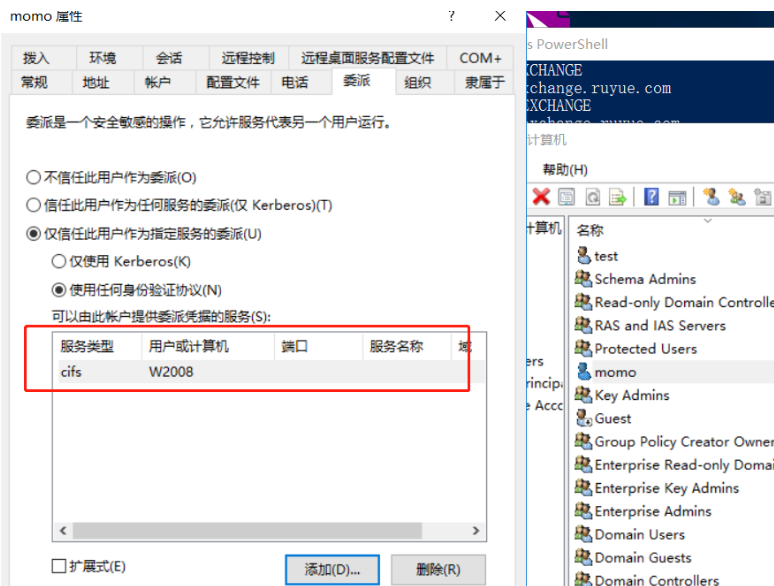 momo 属性
?
拨入 环境 会话 远程控制 远程桌面服务配置文件 COM+
常规 地址 帐户 配置文件 电话 委派 组织 隶属于
委派是一个安全敏感的操作，它允许服务代表另一个用户运行。
不信任此用户作为委派(O)
信任此用户作为任何服务的委派(仅 Kerberos)(T)
仅信任此用户作为指定服务的委派(U)
仅使用 Kerberos(K)
使用任何身份验证协议(N)
可以由此帐户提供委派凭据的服务(S):
服务类型 用户或计算机 端口 服务名称 域
cifs W2008
扩展式(E)
添加(D)... 删除(R)
s PowerShell
XCHANGE
xchange.ruyue.com
EXCHANGE
计算机
帮助(H)
计算机
名称
test
Schema Admins
Read-only Domain Controlle
RAS and IAS Servers
Protected Users
momo
Key Admins
Guest
Group Policy Creator Owner
Enterprise Read-only Domai
Enterprise Key Admins
Enterprise Admins
Domain Users
Domain Guests
Domain Controllers
ers
rincip
e Acco